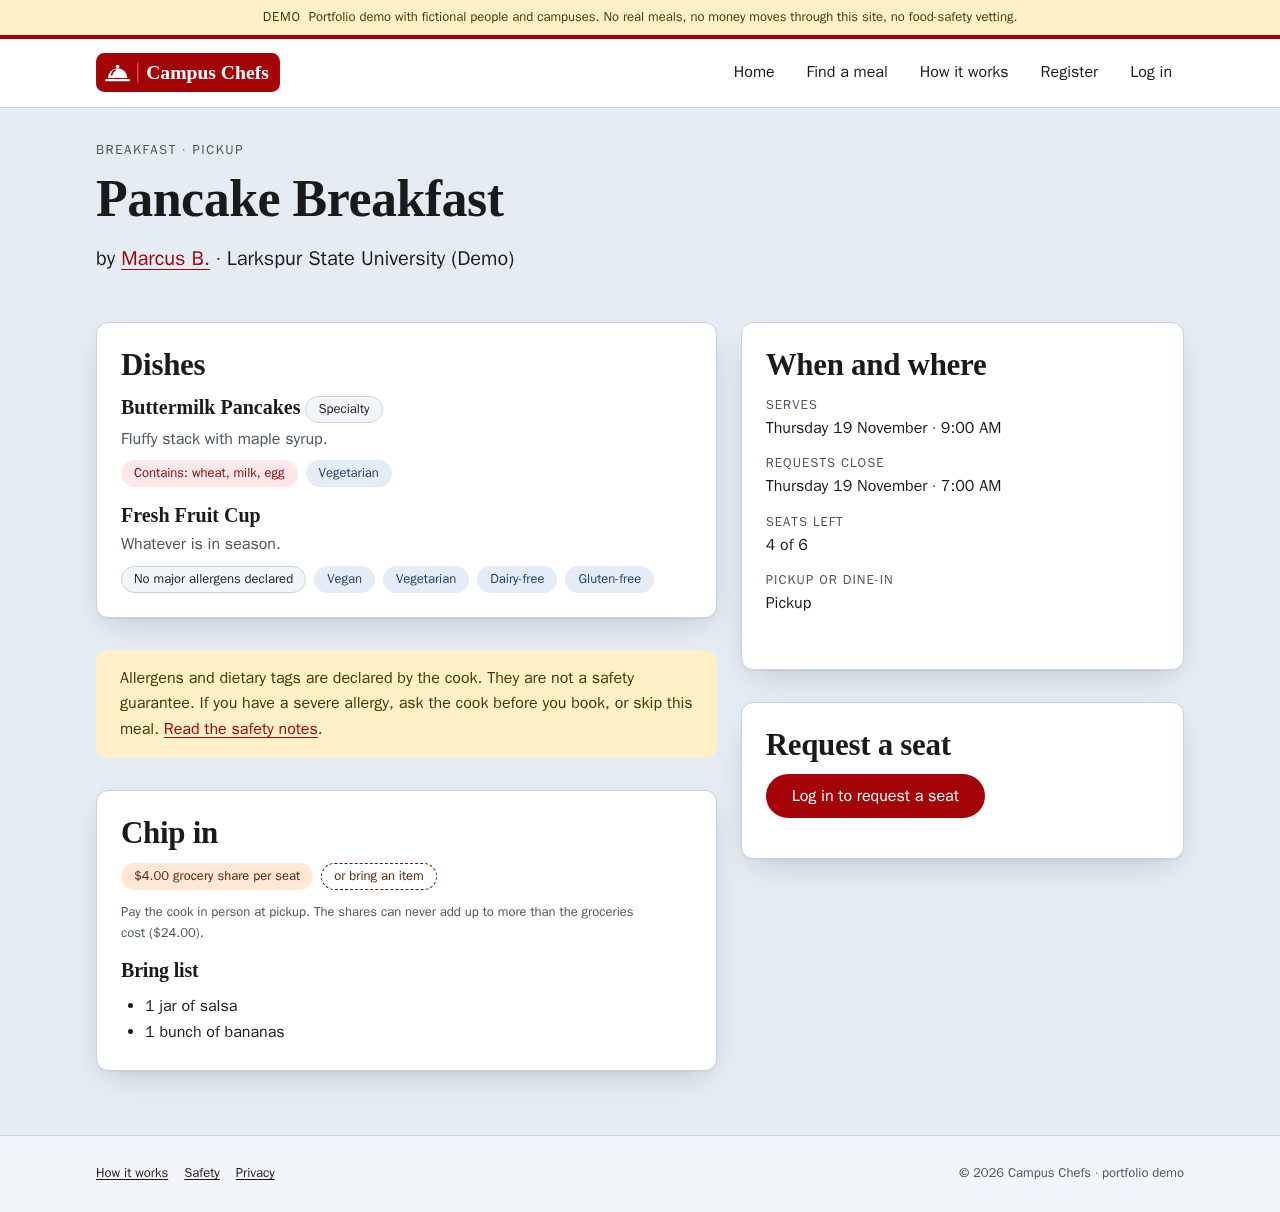 DEMO Portfolio demo with fictional people and campuses. No real meals, no money moves through this site, no food-safety vetting.
Campus Chefs
Home Find a meal How it works Register Log in
BREAKFAST · PICKUP
Pancake Breakfast
by Marcus B. · Larkspur State University (Demo)
Dishes
Buttermilk Pancakes Specialty
Fluffy stack with maple syrup.
Contains: wheat, milk, egg Vegetarian
Fresh Fruit Cup
Whatever is in season.
No major allergens declared Vegan Vegetarian Dairy-free Gluten-free
Allergens and dietary tags are declared by the cook. They are not a safety
guarantee. If you have a severe allergy, ask the cook before you book, or skip this
meal. Read the safety notes.
Chip in
$4.00 grocery share per seat or bring an item
Pay the cook in person at pickup. The shares can never add up to more than the groceries
cost ($24.00).
Bring list
• 1 jar of salsa
• 1 bunch of bananas
When and where
SERVES
Thursday 19 November · 9:00 AM
REQUESTS CLOSE
Thursday 19 November · 7:00 AM
SEATS LEFT
4 of 6
PICKUP OR DINE-IN
Pickup
Request a seat
Log in to request a seat
How it works Safety Privacy
© 2026 Campus Chefs · portfolio demo